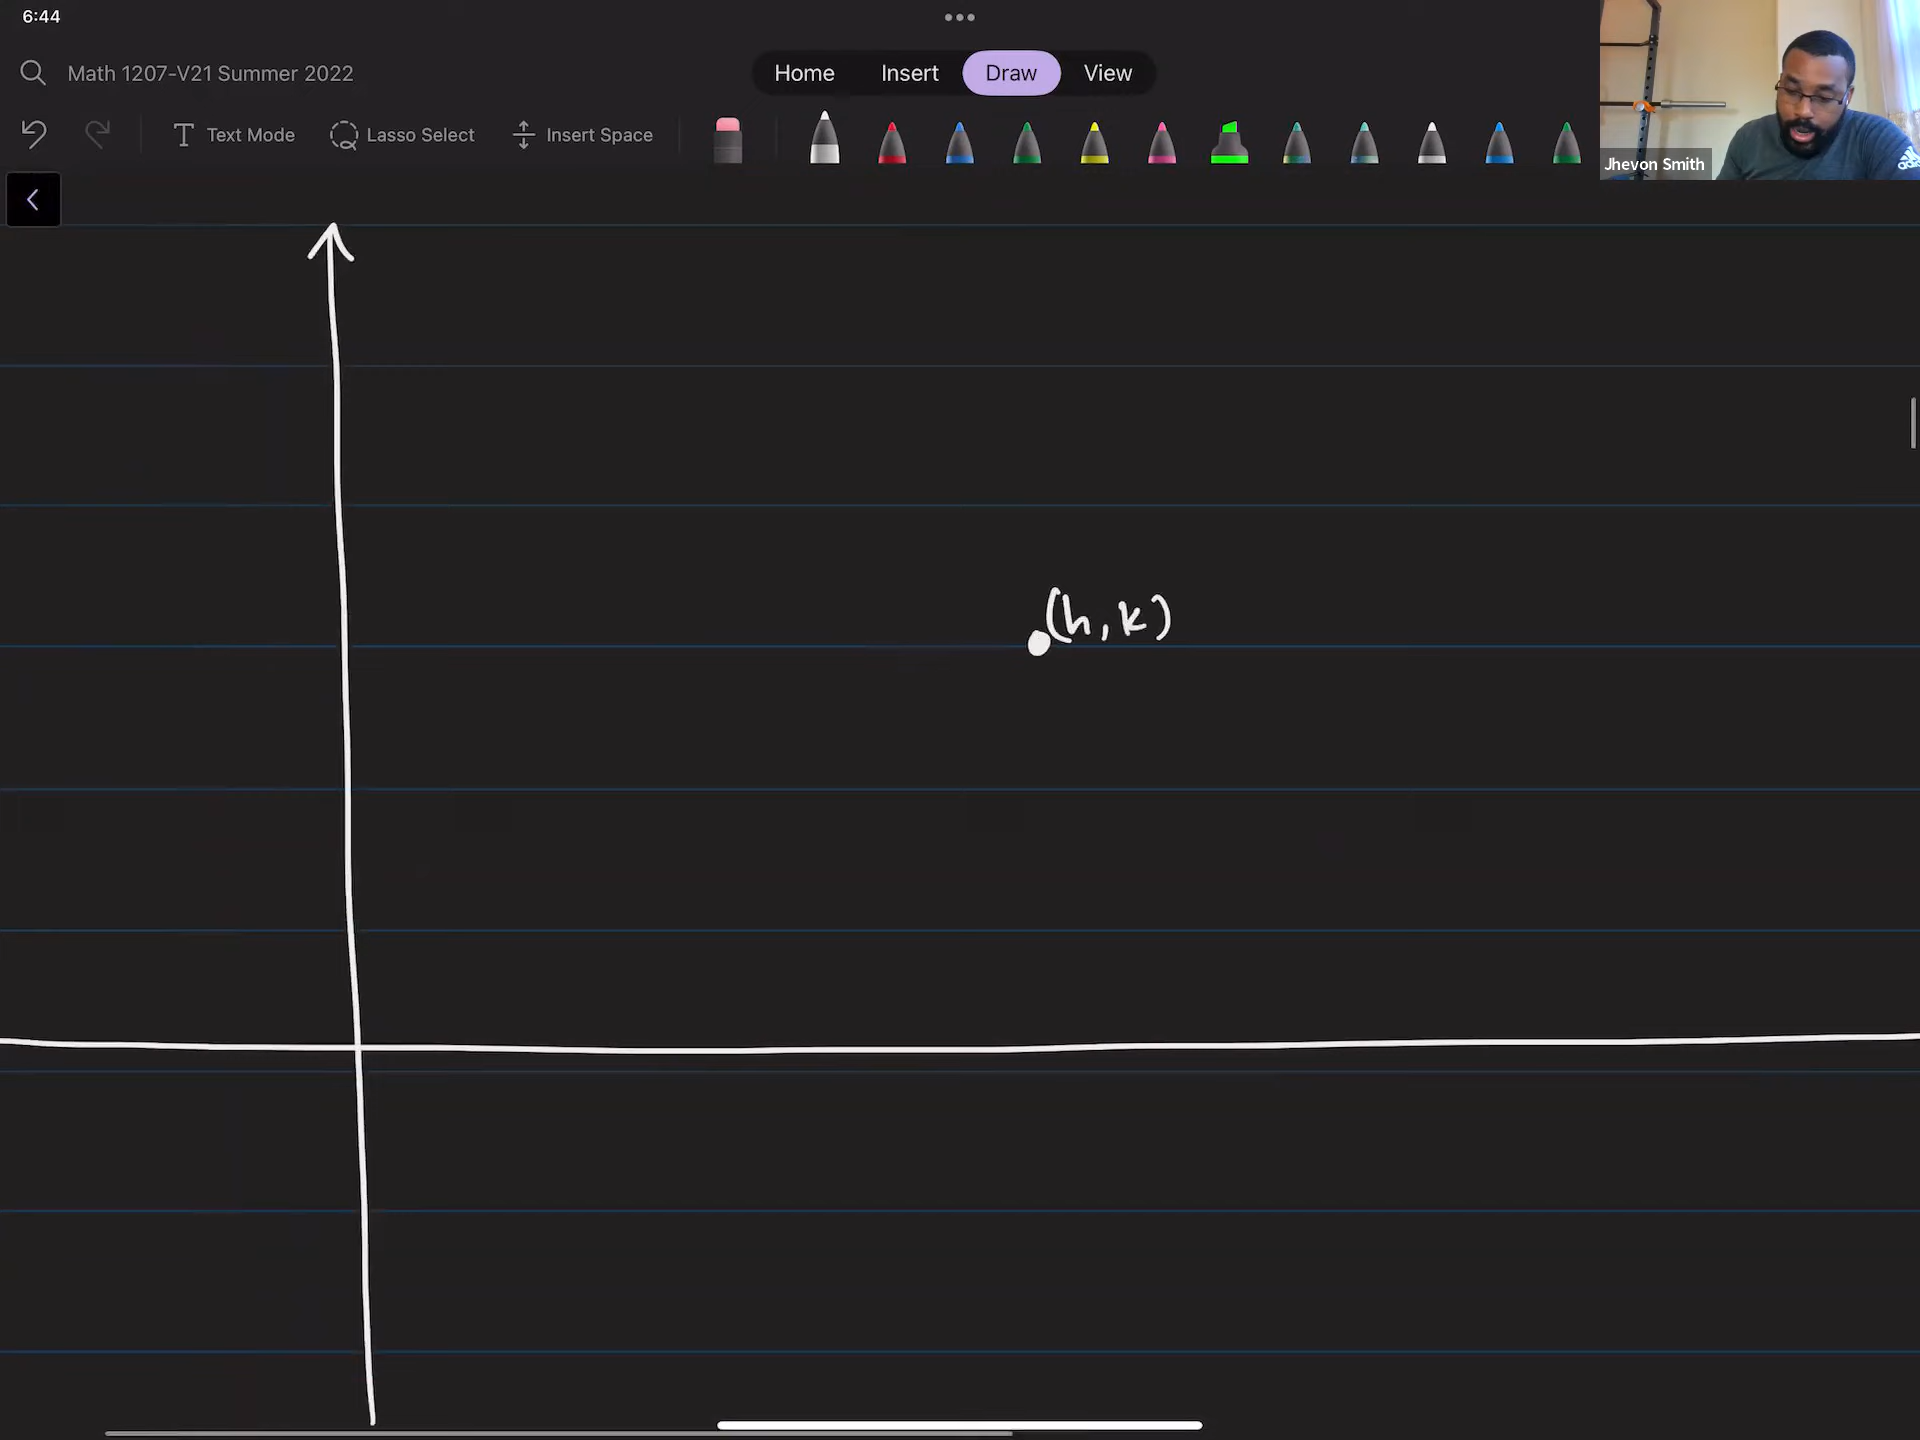 6:44
Math 1207-V21 Summer 2022
Home Insert Draw View
Text Mode Lasso Select Insert Space
Jhevon Smith
(h, k)